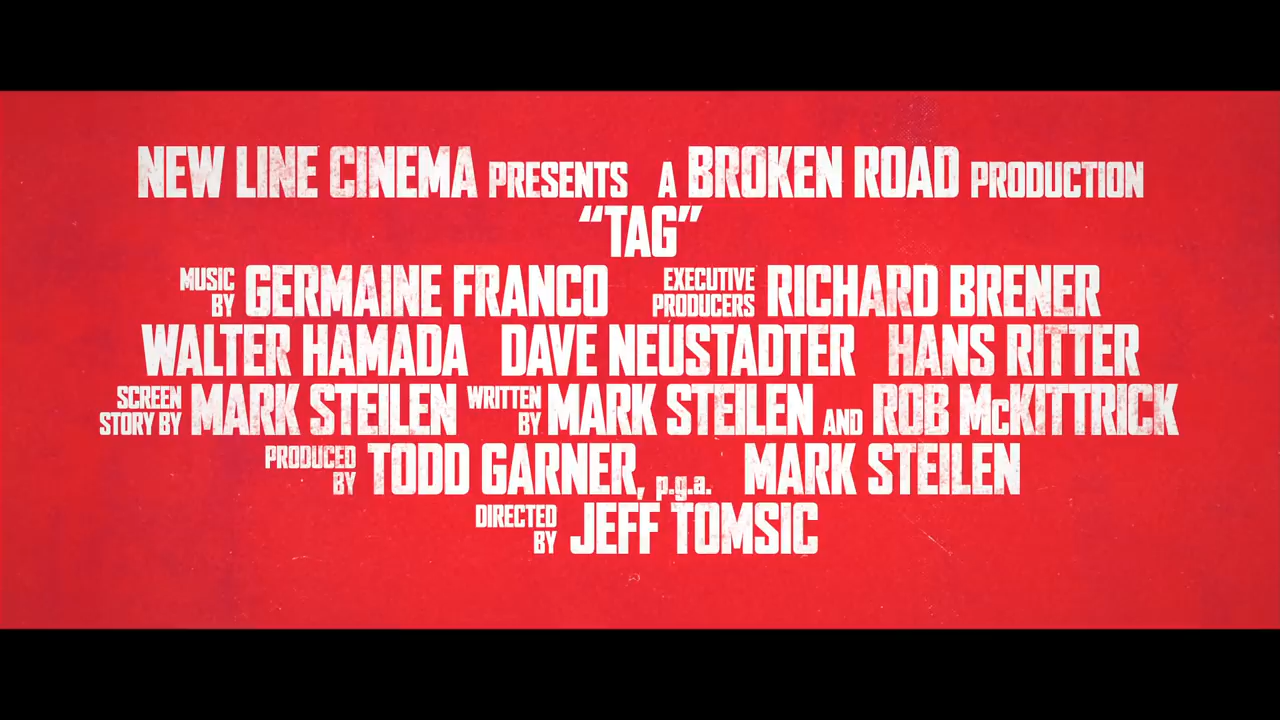 NEW LINE CINEMA PRESENTS A BROKEN ROAD PRODUCTION
“TAG”
MUSIC BY GERMAINE FRANCO EXECUTIVE PRODUCERS RICHARD BRENER
WALTER HAMADA DAVE NEUSTADTER HANS RITTER
SCREEN STORY BY MARK STEILEN WRITTEN BY MARK STEILEN AND ROB McKITTRICK
PRODUCED BY TODD GARNER, p.g.a. MARK STEILEN
DIRECTED BY JEFF TOMSIC